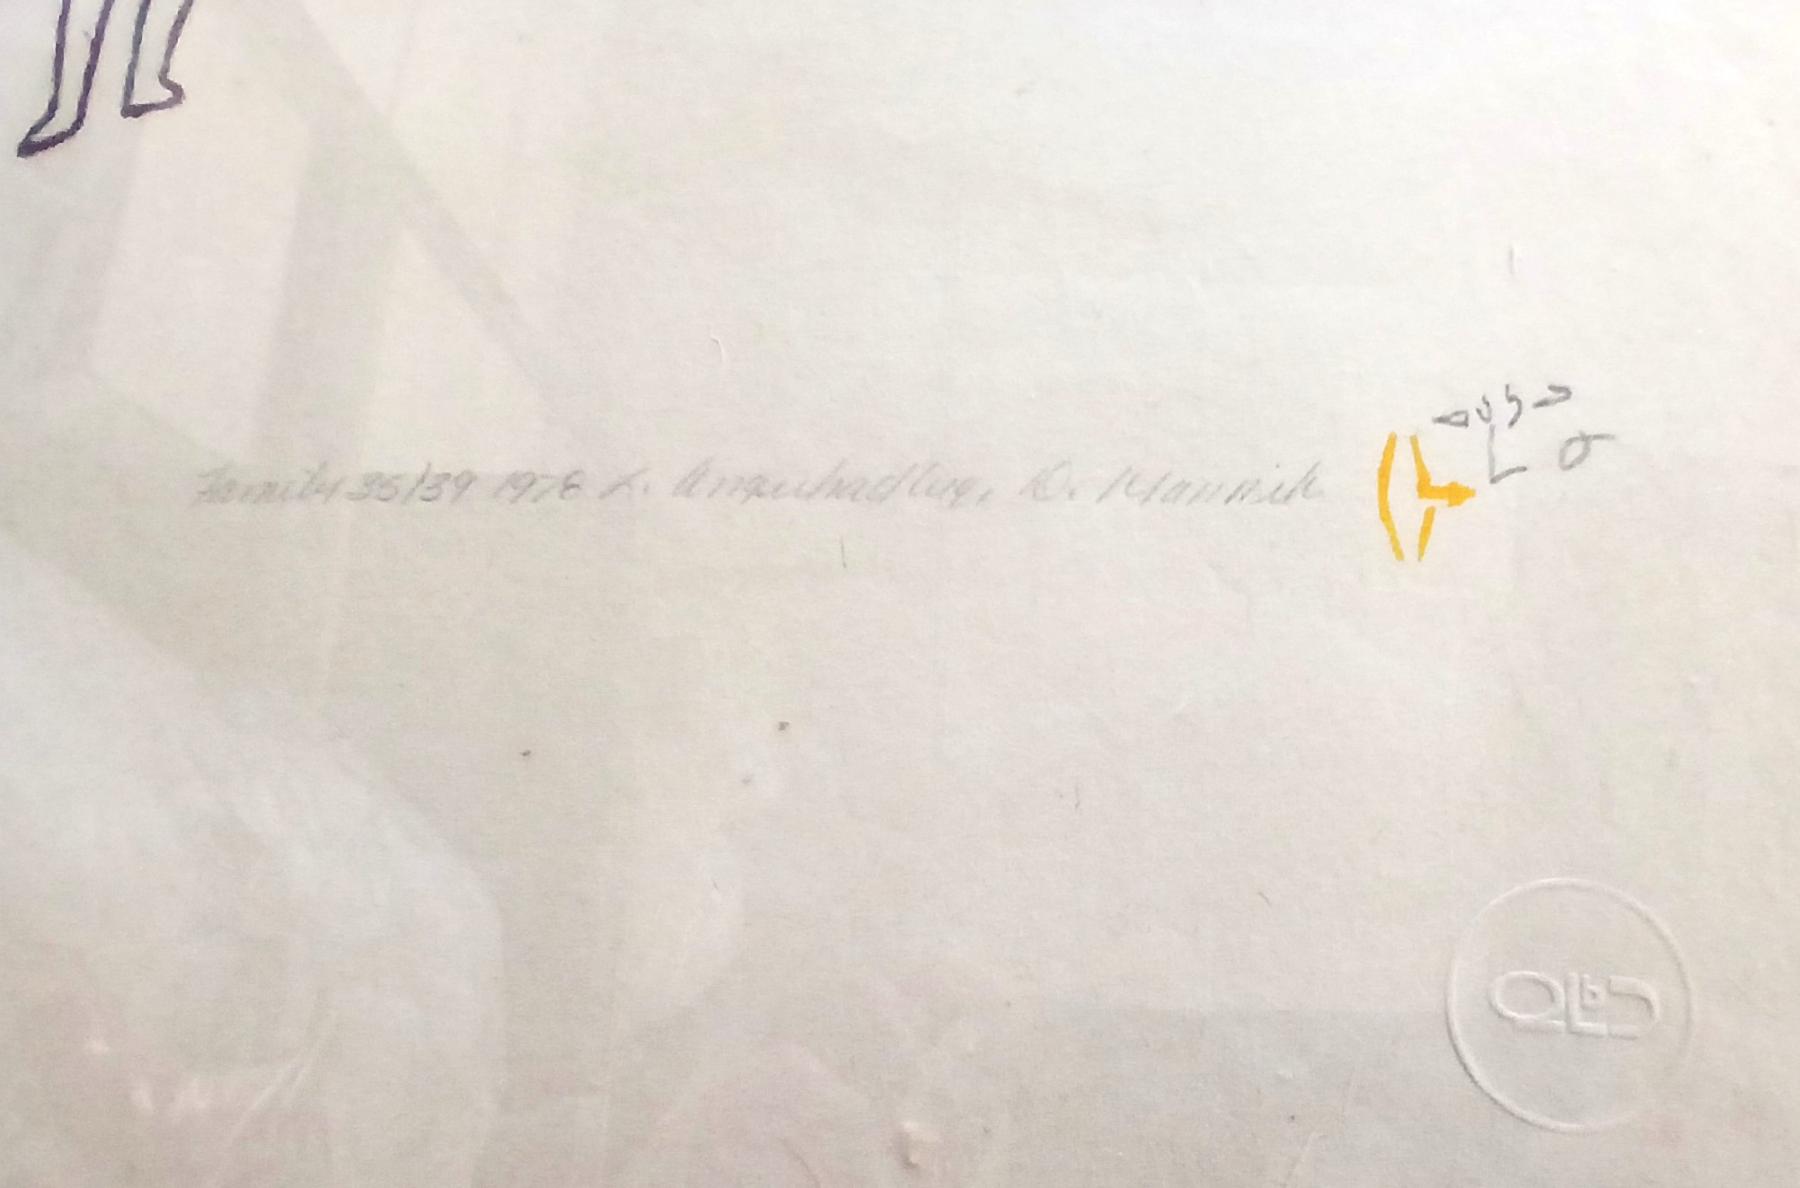 Family 35/39 1976 L. Anguhadluq, D. Mannik